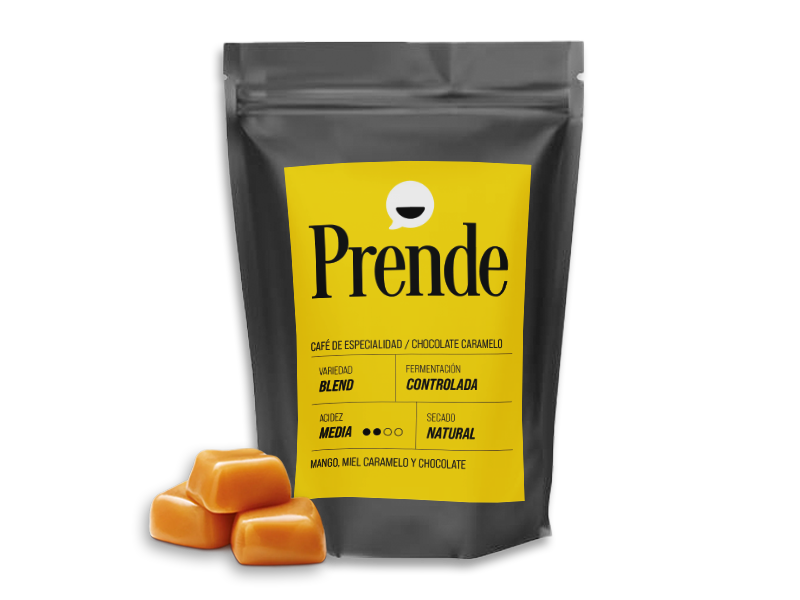 Prende
CAFÉ DE ESPECIALIDAD / CHOCOLATE CARAMELO
VARIEDAD
BLEND
FERMENTACIÓN
CONTROLADA
ACIDEZ
MEDIA
SECADO
NATURAL
MANGO, MIEL CARAMELO Y CHOCOLATE